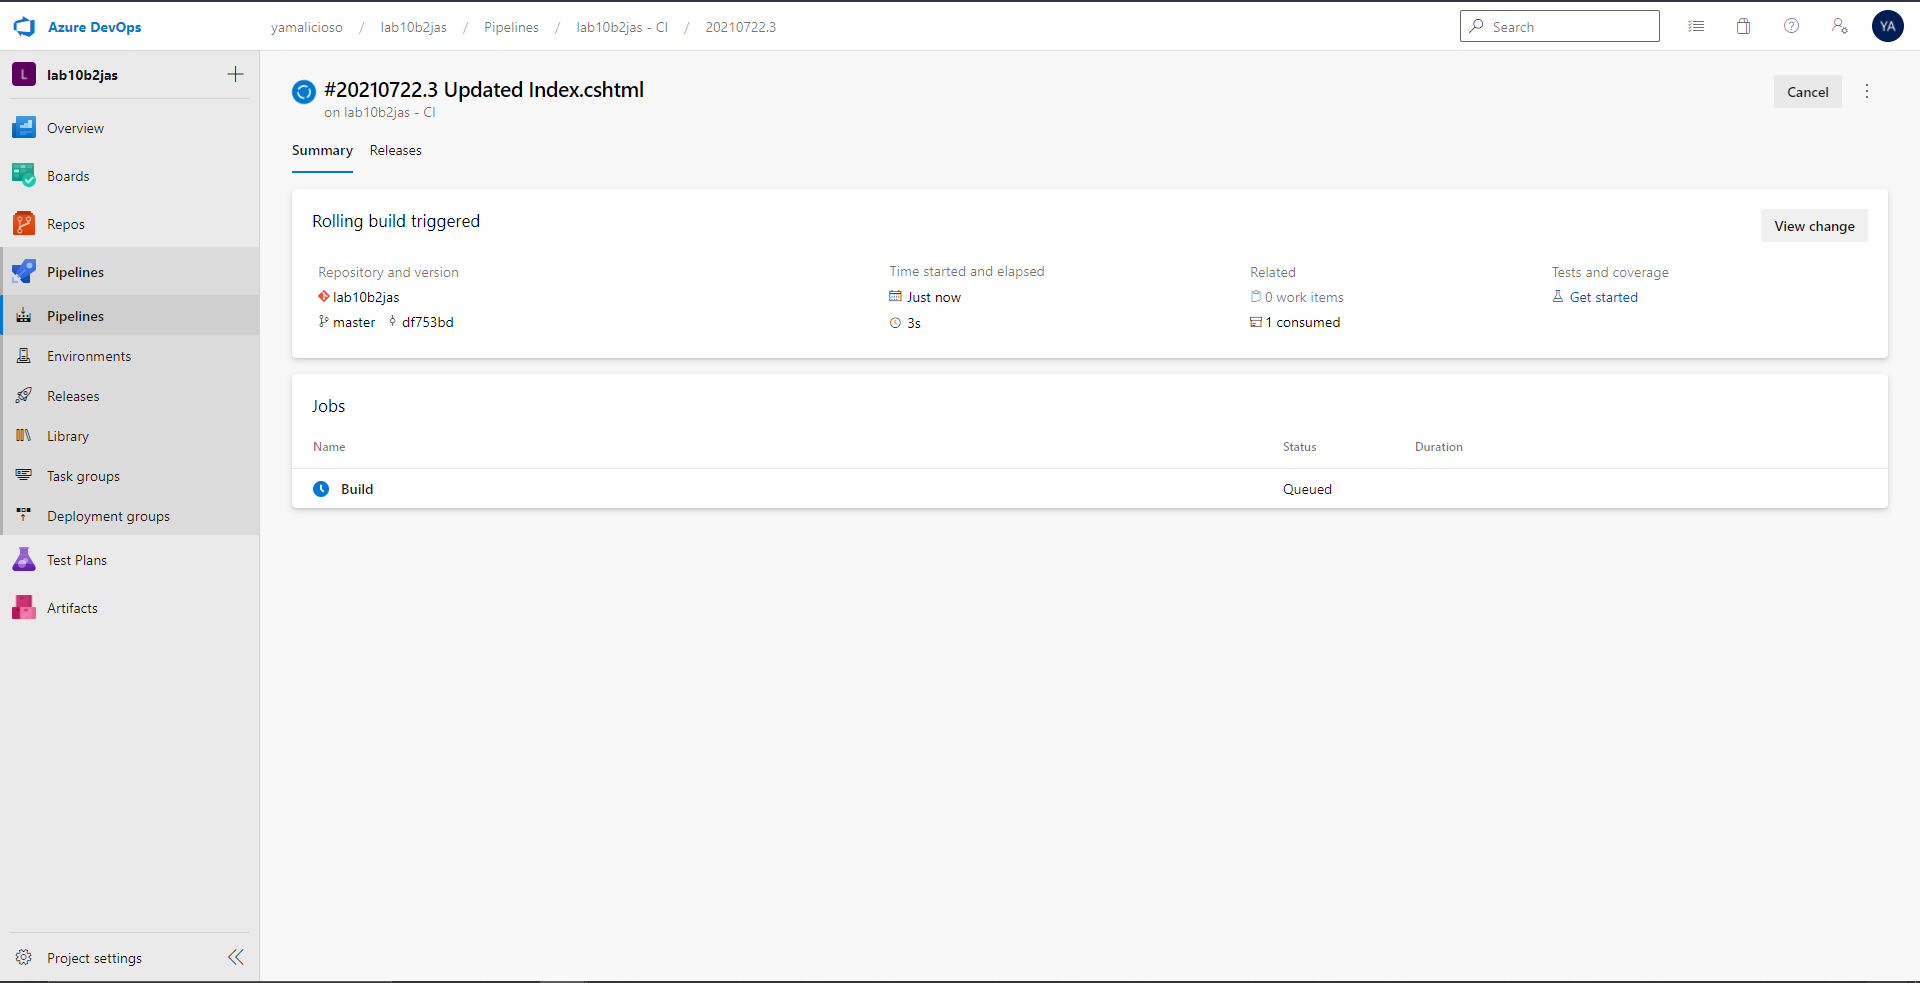 Azure DevOps
yamalicioso / lab10b2jas / Pipelines / lab10b2jas - CI / 20210722.3
Search
YA
L lab10b2jas
Overview
Boards
Repos
Pipelines
Pipelines
Environments
Releases
Library
Task groups
Deployment groups
Test Plans
Artifacts
Project settings
#20210722.3 Updated Index.cshtml
on lab10b2jas - CI
Cancel
Summary Releases
Rolling build triggered
View change
Repository and version
lab10b2jas
master df753bd
Time started and elapsed
Just now
3s
Related
0 work items
1 consumed
Tests and coverage
Get started
Jobs
Name Status Duration
Build Queued